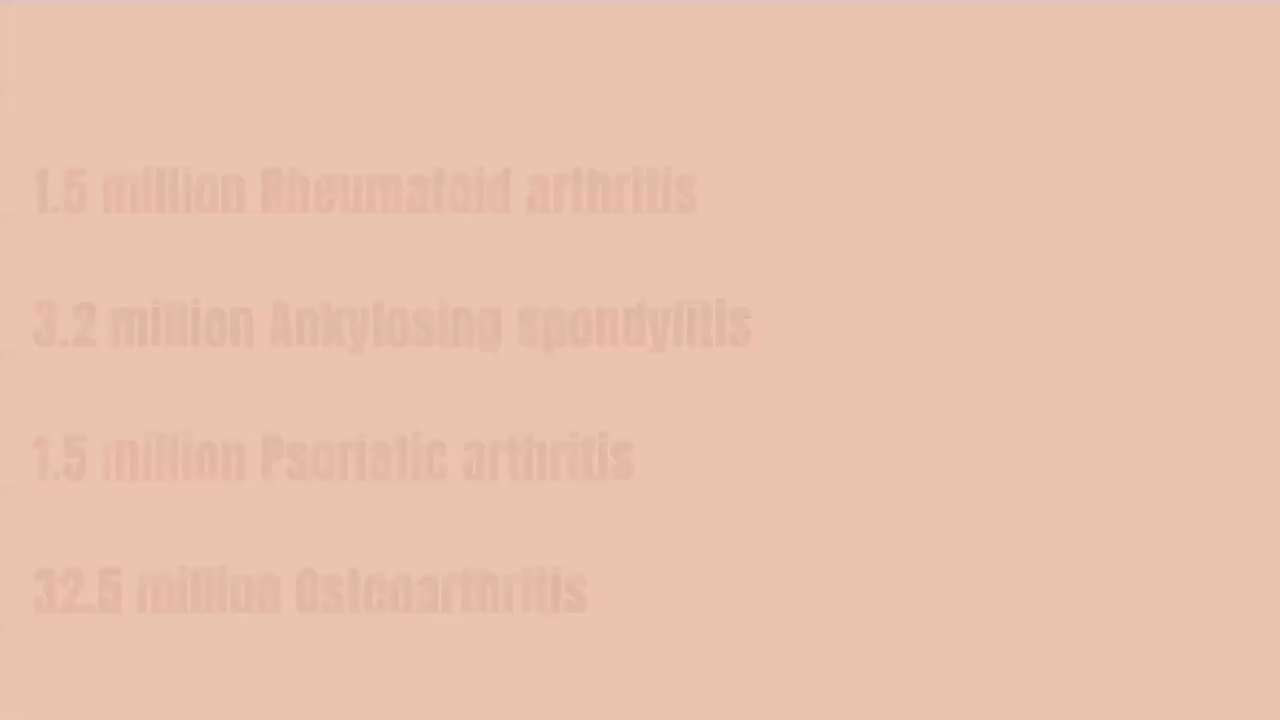 1.5 million Rheumatoid arthritis
3.2 million Ankylosing spondylitis
1.5 million Psoriatic arthritis
32.5 million Osteoarthritis